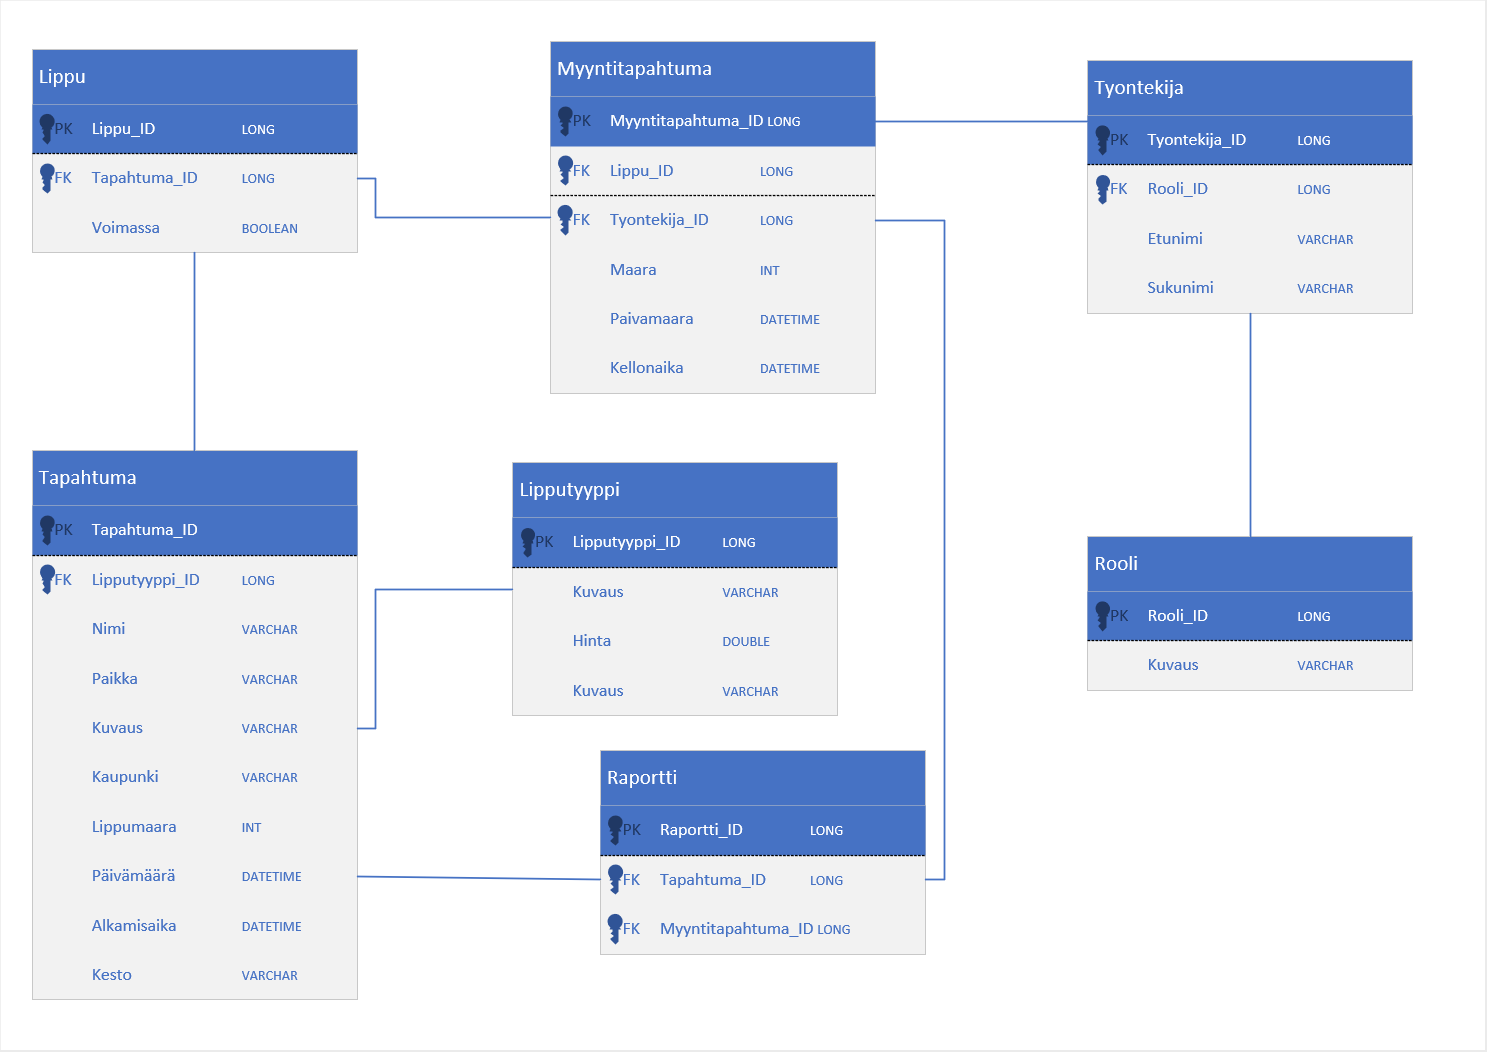 Lippu
PK Lippu_ID LONG
FK Tapahtuma_ID LONG
Voimassa BOOLEAN
Myyntitapahtuma
PK Myyntitapahtuma_ID LONG
FK Lippu_ID LONG
FK Tyontekija_ID LONG
Maara INT
Paivamaara DATETIME
Kellonaika DATETIME
Tyontekija
PK Tyontekija_ID LONG
FK Rooli_ID LONG
Etunimi VARCHAR
Sukunimi VARCHAR
Tapahtuma
PK Tapahtuma_ID
FK Lipputyyppi_ID LONG
Nimi VARCHAR
Paikka VARCHAR
Kuvaus VARCHAR
Kaupunki VARCHAR
Lippumaara INT
Päivämäärä DATETIME
Alkamisaika DATETIME
Kesto VARCHAR
Lipputyyppi
PK Lipputyyppi_ID LONG
Kuvaus VARCHAR
Hinta DOUBLE
Kuvaus VARCHAR
Rooli
PK Rooli_ID LONG
Kuvaus VARCHAR
Raportti
PK Raportti_ID LONG
FK Tapahtuma_ID LONG
FK Myyntitapahtuma_ID LONG